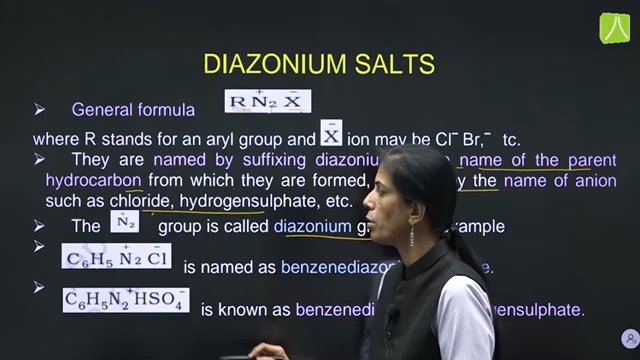 DIAZONIUM SALTS
➤ General formula R N⁺₂ X⁻
where R stands for an aryl group and X⁻ ion may be Cl⁻ Br,⁻ tc.
➤ They are named by suffixing diazoniu name of the parent
hydrocarbon from which they are formed, y the name of anion
such as chloride, hydrogensulphate, etc.
➤ The N⁺₂ group is called diazonium g xample
➤ C₆H₅ N⁺₂ Cl⁻ is named as benzenediazo e.
➤ C₆H₅N₂⁺HSO₄⁻ is known as benzenedi gensulphate.